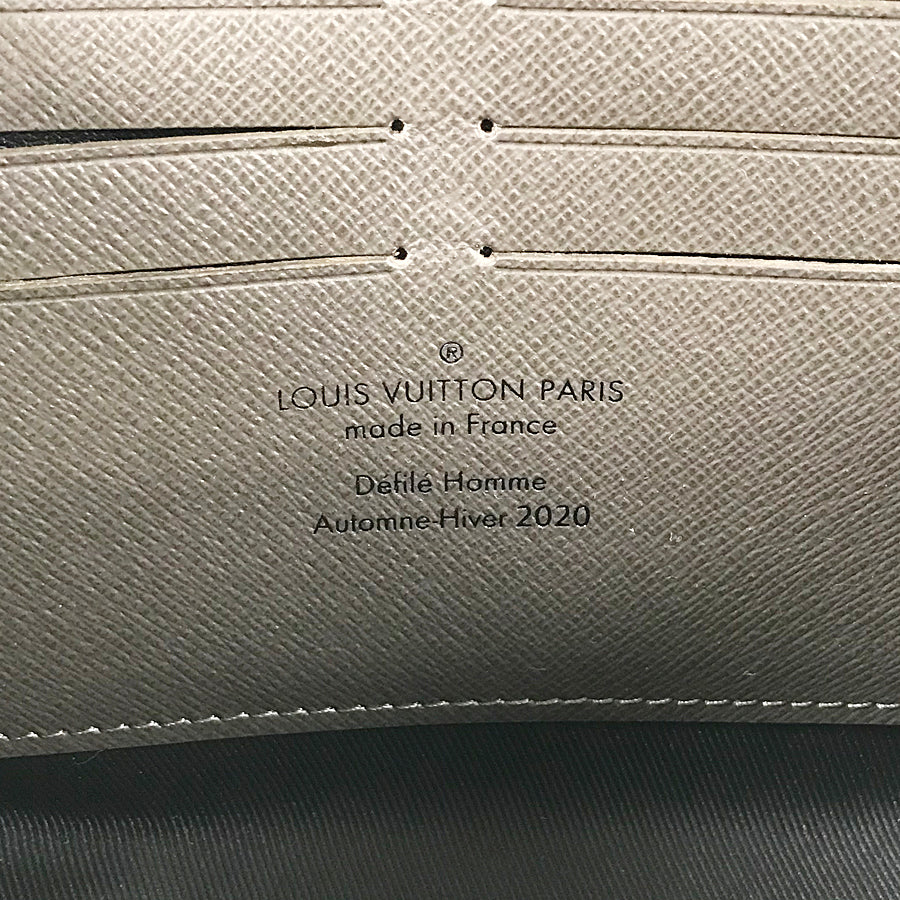 ®
LOUIS VUITTON PARIS
made in France
Défilé Homme
Automne-Hiver 2020